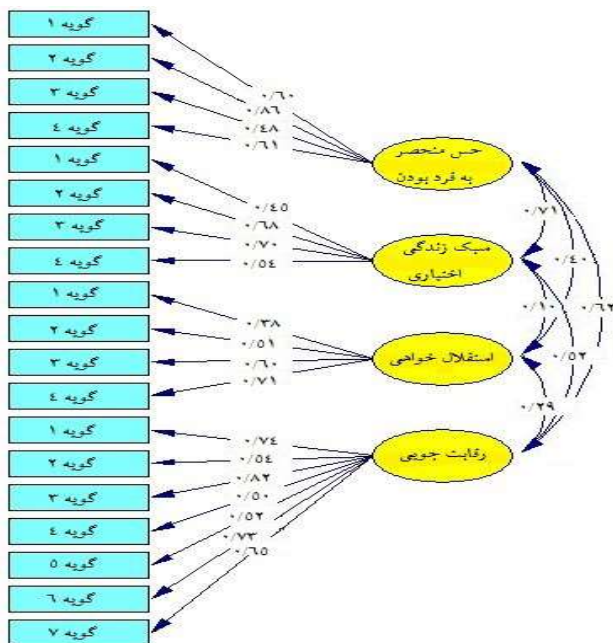 گویه ۱
گویه ۲
گویه ۳
گویه ٤
گویه ۱
گویه ۲
گویه ۳
گویه ٤
گویه ۱
گویه ۲
گویه ۳
گویه ٤
گویه ۱
گویه ۲
گویه ۳
گویه ٤
گویه ٥
گویه ٦
گویه ۷
۰/٦۰
۰/۸٦
۰/٤۸
۰/٦۱
۰/٤٥
۰/٦۸
۰/۷۰
۰/٥٤
۰/۳۸
۰/٥۱
۰/٦۰
۰/۷۱
۰/۷٤
۰/٥٤
۰/۸۲
۰/٥۰
۰/٥۲
۰/۷۳
۰/٦٥
حس منحصر
به فرد بودن
سبک زندگی
اختیاری
استقلال خواهی
رقابت جویی
۰/۷۱
۰/٤۰
۰/٦۲
۰/۱۰
۰/٥۲
۰/۲۹